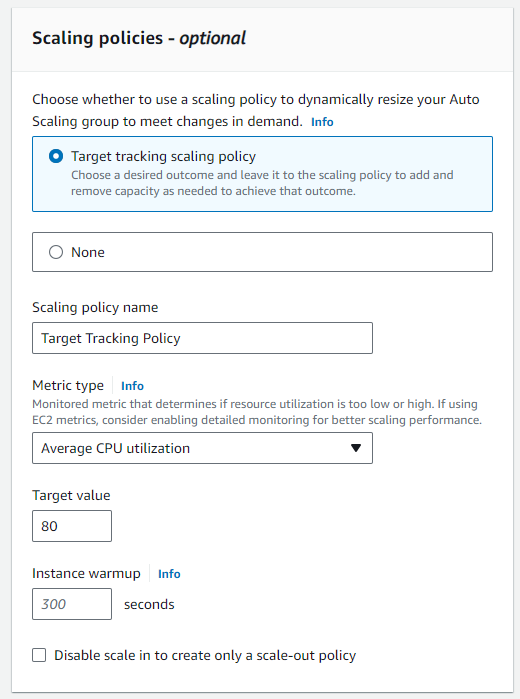 Scaling policies - optional
Choose whether to use a scaling policy to dynamically resize your Auto
Scaling group to meet changes in demand. Info
Target tracking scaling policy
Choose a desired outcome and leave it to the scaling policy to add and
remove capacity as needed to achieve that outcome.
None
Scaling policy name
Target Tracking Policy
Metric type Info
Monitored metric that determines if resource utilization is too low or high. If using
EC2 metrics, consider enabling detailed monitoring for better scaling performance.
Average CPU utilization
Target value
80
Instance warmup Info
300 seconds
Disable scale in to create only a scale-out policy